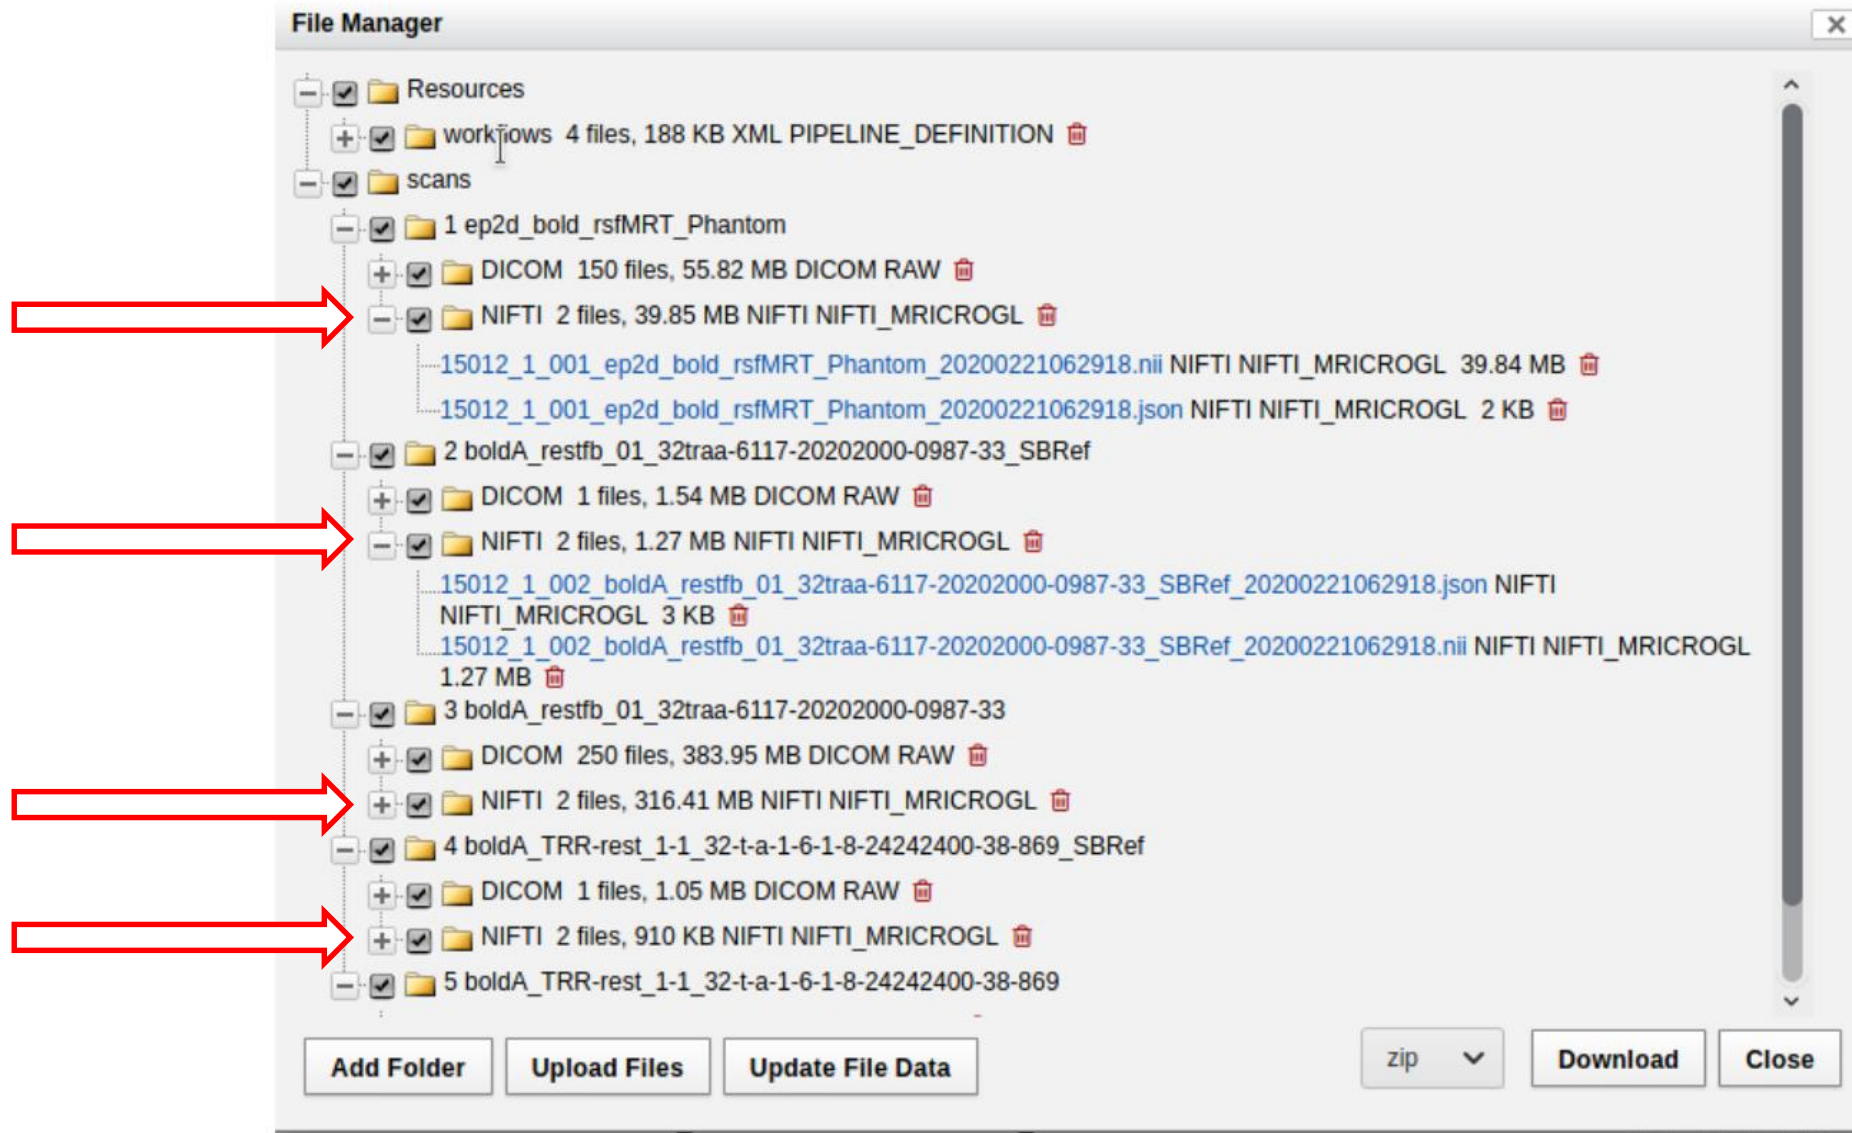 File Manager
Resources
workflows 4 files, 188 KB XML PIPELINE_DEFINITION
scans
1 ep2d_bold_rsfMRT_Phantom
DICOM 150 files, 55.82 MB DICOM RAW
NIFTI 2 files, 39.85 MB NIFTI NIFTI_MRICROGL
15012_1_001_ep2d_bold_rsfMRT_Phantom_20200221062918.nii NIFTI NIFTI_MRICROGL 39.84 MB
15012_1_001_ep2d_bold_rsfMRT_Phantom_20200221062918.json NIFTI NIFTI_MRICROGL 2 KB
2 boldA_restfb_01_32traa-6117-20202000-0987-33_SBRef
DICOM 1 files, 1.54 MB DICOM RAW
NIFTI 2 files, 1.27 MB NIFTI NIFTI_MRICROGL
15012_1_002_boldA_restfb_01_32traa-6117-20202000-0987-33_SBRef_20200221062918.json NIFTI
NIFTI_MRICROGL 3 KB
15012_1_002_boldA_restfb_01_32traa-6117-20202000-0987-33_SBRef_20200221062918.nii NIFTI NIFTI_MRICROGL
1.27 MB
3 boldA_restfb_01_32traa-6117-20202000-0987-33
DICOM 250 files, 383.95 MB DICOM RAW
NIFTI 2 files, 316.41 MB NIFTI NIFTI_MRICROGL
4 boldA_TRR-rest_1-1_32-t-a-1-6-1-8-24242400-38-869_SBRef
DICOM 1 files, 1.05 MB DICOM RAW
NIFTI 2 files, 910 KB NIFTI NIFTI_MRICROGL
5 boldA_TRR-rest_1-1_32-t-a-1-6-1-8-24242400-38-869
Add Folder Upload Files Update File Data zip Download Close